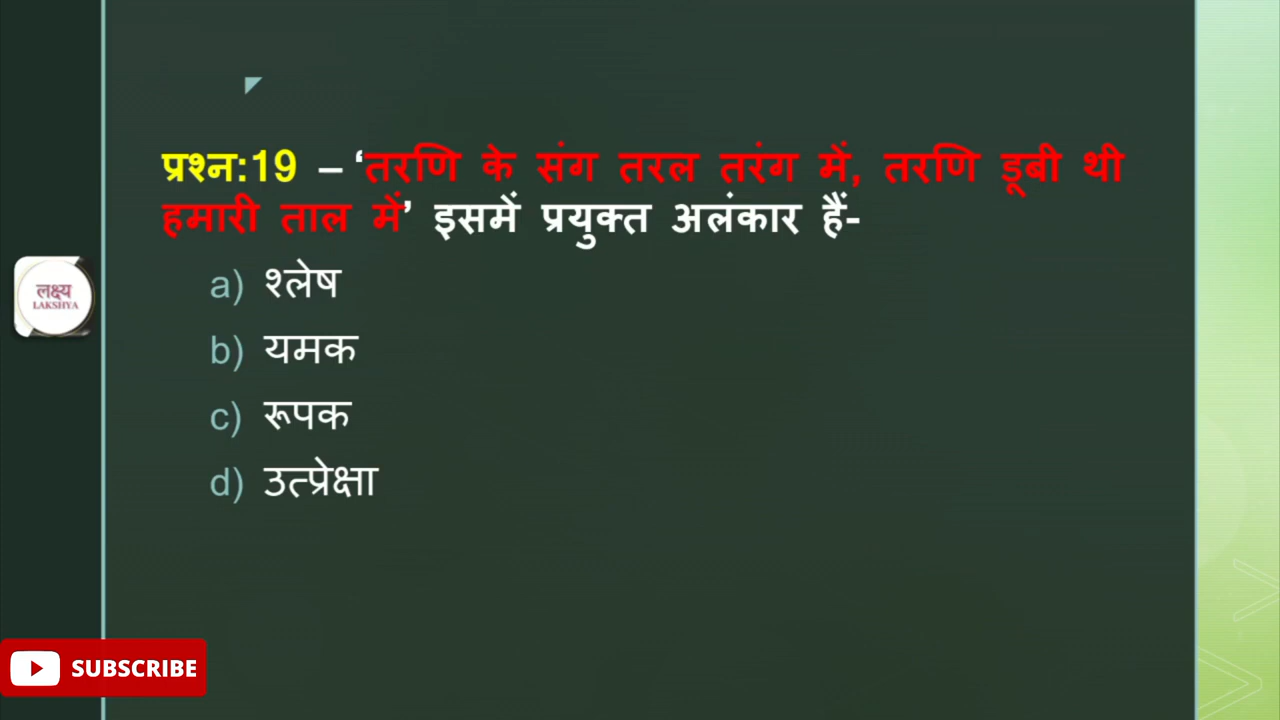 प्रश्न:19 – ‘तरणि के संग तरल तरंग में, तरणि डूबी थी
हमारी ताल में’ इसमें प्रयुक्त अलंकार हैं-
a) श्लेष
b) यमक
c) रूपक
d) उत्प्रेक्षा
लक्ष्य
LAKSHYA
SUBSCRIBE